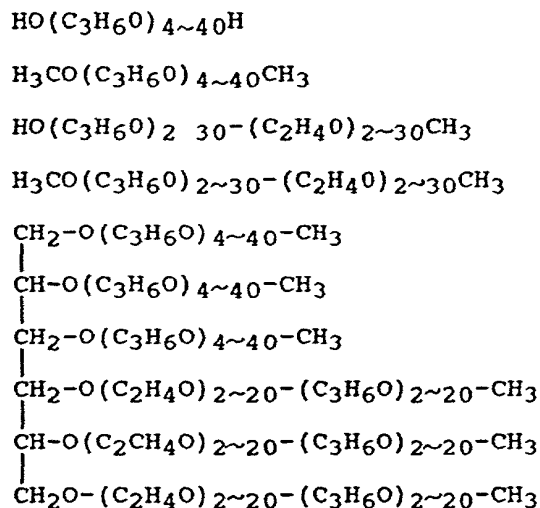 HO(C3H6O)4~40H
H3CO(C3H6O)4~40CH3
HO(C3H6O)2 30-(C2H4O)2~30CH3
H3CO(C3H6O)2~30-(C2H4O)2~30CH3
CH2-O(C3H6O)4~40-CH3
CH-O(C3H6O)4~40-CH3
CH2-O(C3H6O)4~40-CH3
CH2-O(C2H4O)2~20-(C3H6O)2~20-CH3
CH-O(C2CH4O)2~20-(C3H6O)2~20-CH3
CH2O-(C2H4O)2~20-(C3H6O)2~20-CH3